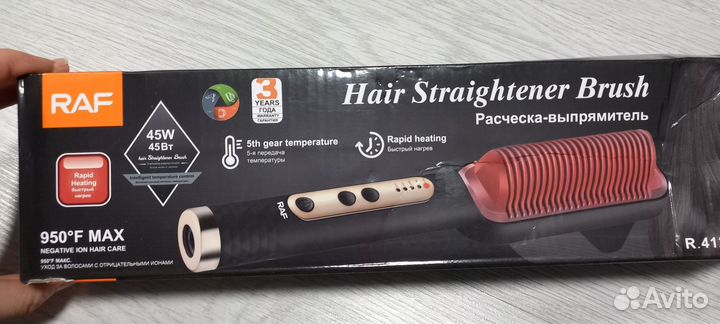 RAF
3
YEARS
ГОДА
WARRANTY
ГАРАНТИЯ
Hair Straightener Brush
Расческа-выпрямитель
45W
45Вт
hair Straightener Brush
Intelligent temperature control
5th gear temperature
5-я передача
температуры
Rapid heating
Быстрый нагрев
Rapid
Heating
быстрый
нагрев
RAF
950°F MAX
NEGATIVE ION HAIR CARE
950°F МАКС.
УХОД ЗА ВОЛОСАМИ С ОТРИЦАТЕЛЬНЫМИ ИОНАМИ
Avito